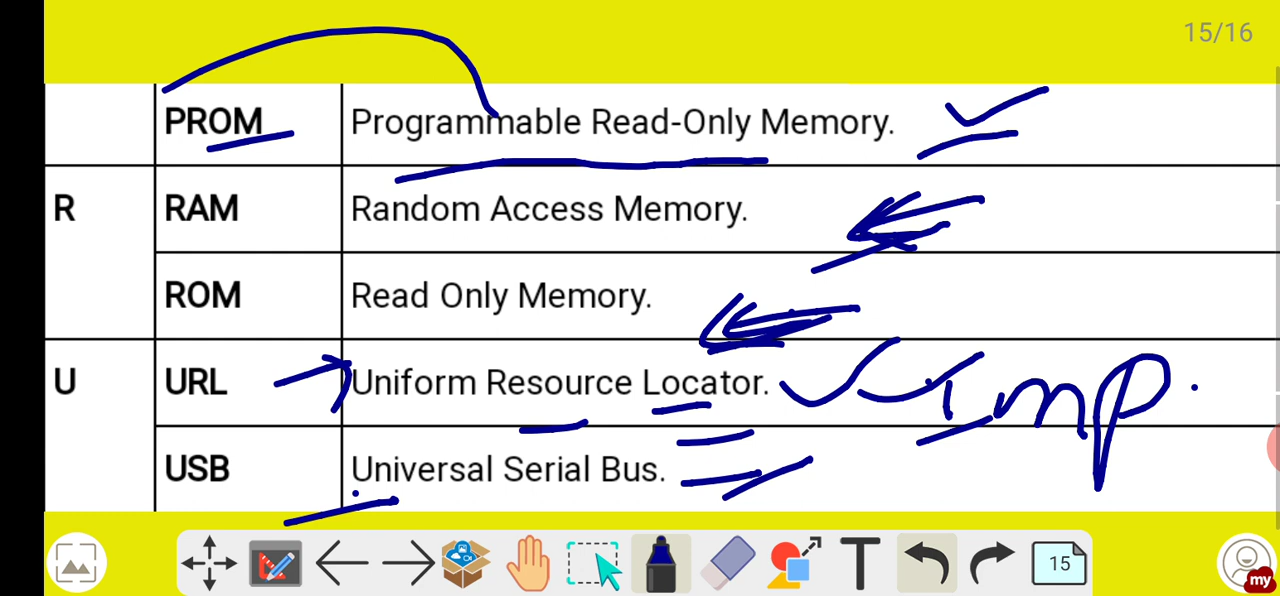 15/16
PROM Programmable Read-Only Memory.
R RAM Random Access Memory.
ROM Read Only Memory.
U URL Uniform Resource Locator. Imp.
USB Universal Serial Bus.
T 15
my